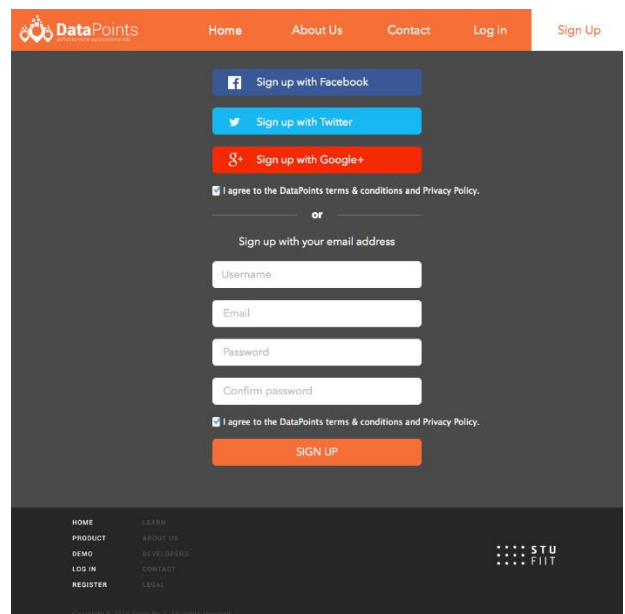 DataPoints
Home About Us Contact Log in Sign Up
Sign up with Facebook
Sign up with Twitter
g+ Sign up with Google+
I agree to the DataPoints terms & conditions and Privacy Policy.
or
Sign up with your email address
Username
Email
Password
Confirm password
I agree to the DataPoints terms & conditions and Privacy Policy.
SIGN UP
HOME LEARN
PRODUCT ABOUT US
DEMO DEVELOPERS
LOG IN CONTACT
REGISTER LEGAL
STU
FIIT